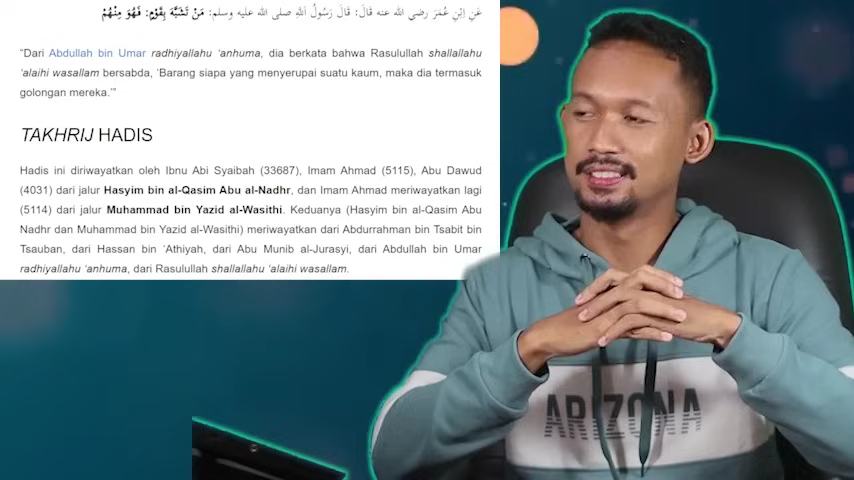 عَنِ اِبْنِ عُمَرَ رضي الله عنه قَالَ: قَالَ رَسُولُ اَللهِ صلى الله عليه وسلم: مَنْ تَشَبَّهَ بِقَوْمٍ: فَهُوَ مِنْهُمْ
“Dari Abdullah bin Umar radhiyallahu ‘anhuma, dia berkata bahwa Rasulullah shallallahu
‘alaihi wasallam bersabda, ‘Barang siapa yang menyerupai suatu kaum, maka dia termasuk
golongan mereka.’”
TAKHRIJ HADIS
Hadis ini diriwayatkan oleh Ibnu Abi Syaibah (33687), Imam Ahmad (5115), Abu Dawud
(4031) dari jalur Hasyim bin al-Qasim Abu al-Nadhr, dan Imam Ahmad meriwayatkan lagi
(5114) dari jalur Muhammad bin Yazid al-Wasithi. Keduanya (Hasyim bin al-Qasim Abu
Nadhr dan Muhammad bin Yazid al-Wasithi) meriwayatkan dari Abdurrahman bin Tsabit bin
Tsauban, dari Hassan bin ‘Athiyah, dari Abu Munib al-Jurasyi, dari Abdullah bin Umar
radhiyallahu ‘anhuma, dari Rasulullah shallallahu ‘alaihi wasallam.
ARIZONA